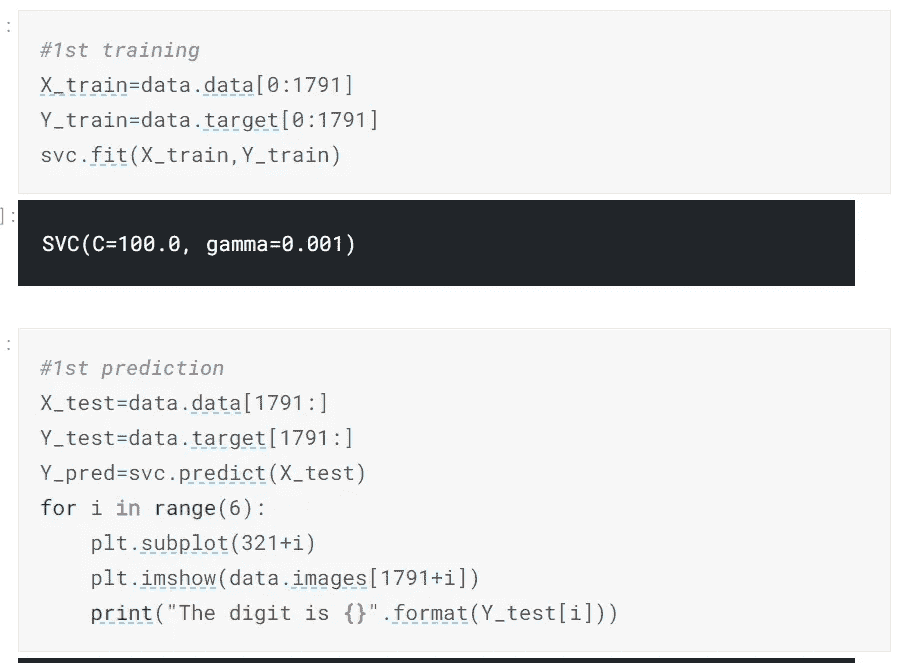 :
#1st training
X_train=data.data[0:1791]
Y_train=data.target[0:1791]
svc.fit(X_train,Y_train)
]:
SVC(C=100.0, gamma=0.001)
:
#1st prediction
X_test=data.data[1791:]
Y_test=data.target[1791:]
Y_pred=svc.predict(X_test)
for i in range(6):
    plt.subplot(321+i)
    plt.imshow(data.images[1791+i])
    print("The digit is {}".format(Y_test[i]))